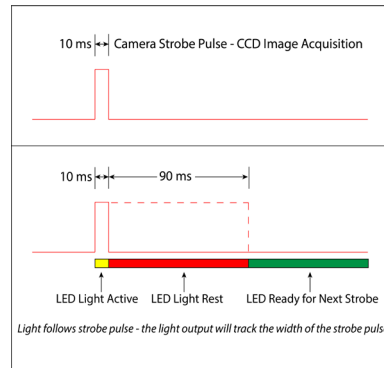 10 ms Camera Strobe Pulse - CCD Image Acquisition
10 ms 90 ms
LED Light Active LED Light Rest LED Ready for Next Strobe
Light follows strobe pulse - the light output will track the width of the strobe puls